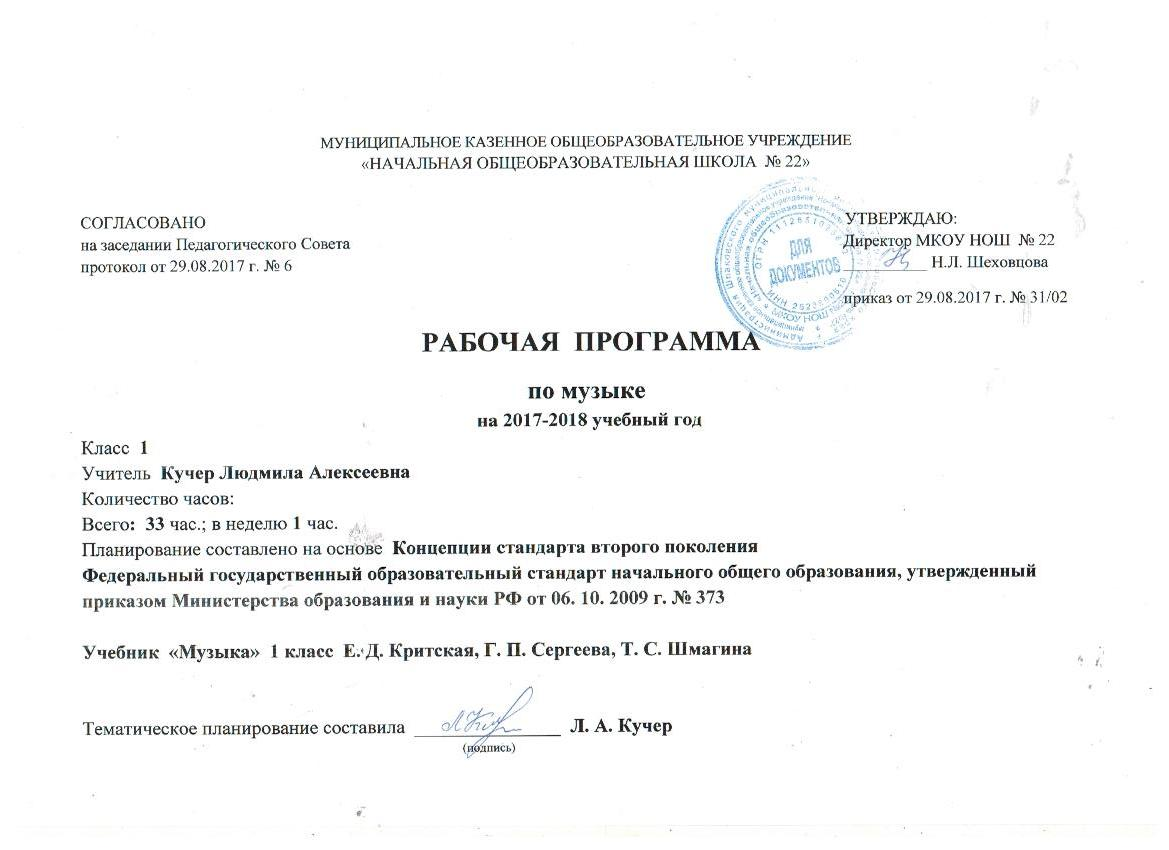 МУНИЦИПАЛЬНОЕ КАЗЕННОЕ ОБЩЕОБРАЗОВАТЕЛЬНОЕ УЧРЕЖДЕНИЕ
«НАЧАЛЬНАЯ ОБЩЕОБРАЗОВАТЕЛЬНАЯ ШКОЛА № 22»
СОГЛАСОВАНО
на заседании Педагогического Совета
протокол от 29.08.2017 г. № 6
ДЛЯ
ДОКУМЕНТОВ
УТВЕРЖДАЮ:
Директор МКОУ НОШ № 22
__________ Н.Л. Шеховцова
приказ от 29.08.2017 г. № 31/02
РАБОЧАЯ ПРОГРАММА
по музыке
на 2017-2018 учебный год
Класс 1
Учитель Кучер Людмила Алексеевна
Количество часов:
Всего: 33 час.; в неделю 1 час.
Планирование составлено на основе Концепции стандарта второго поколения
Федеральный государственный образовательный стандарт начального общего образования, утвержденный
приказом Министерства образования и науки РФ от 06. 10. 2009 г. № 373
Учебник «Музыка» 1 класс Е. Д. Критская, Г. П. Сергеева, Т. С. Шмагина
Тематическое планирование составила ________________ Л. А. Кучер
(подпись)